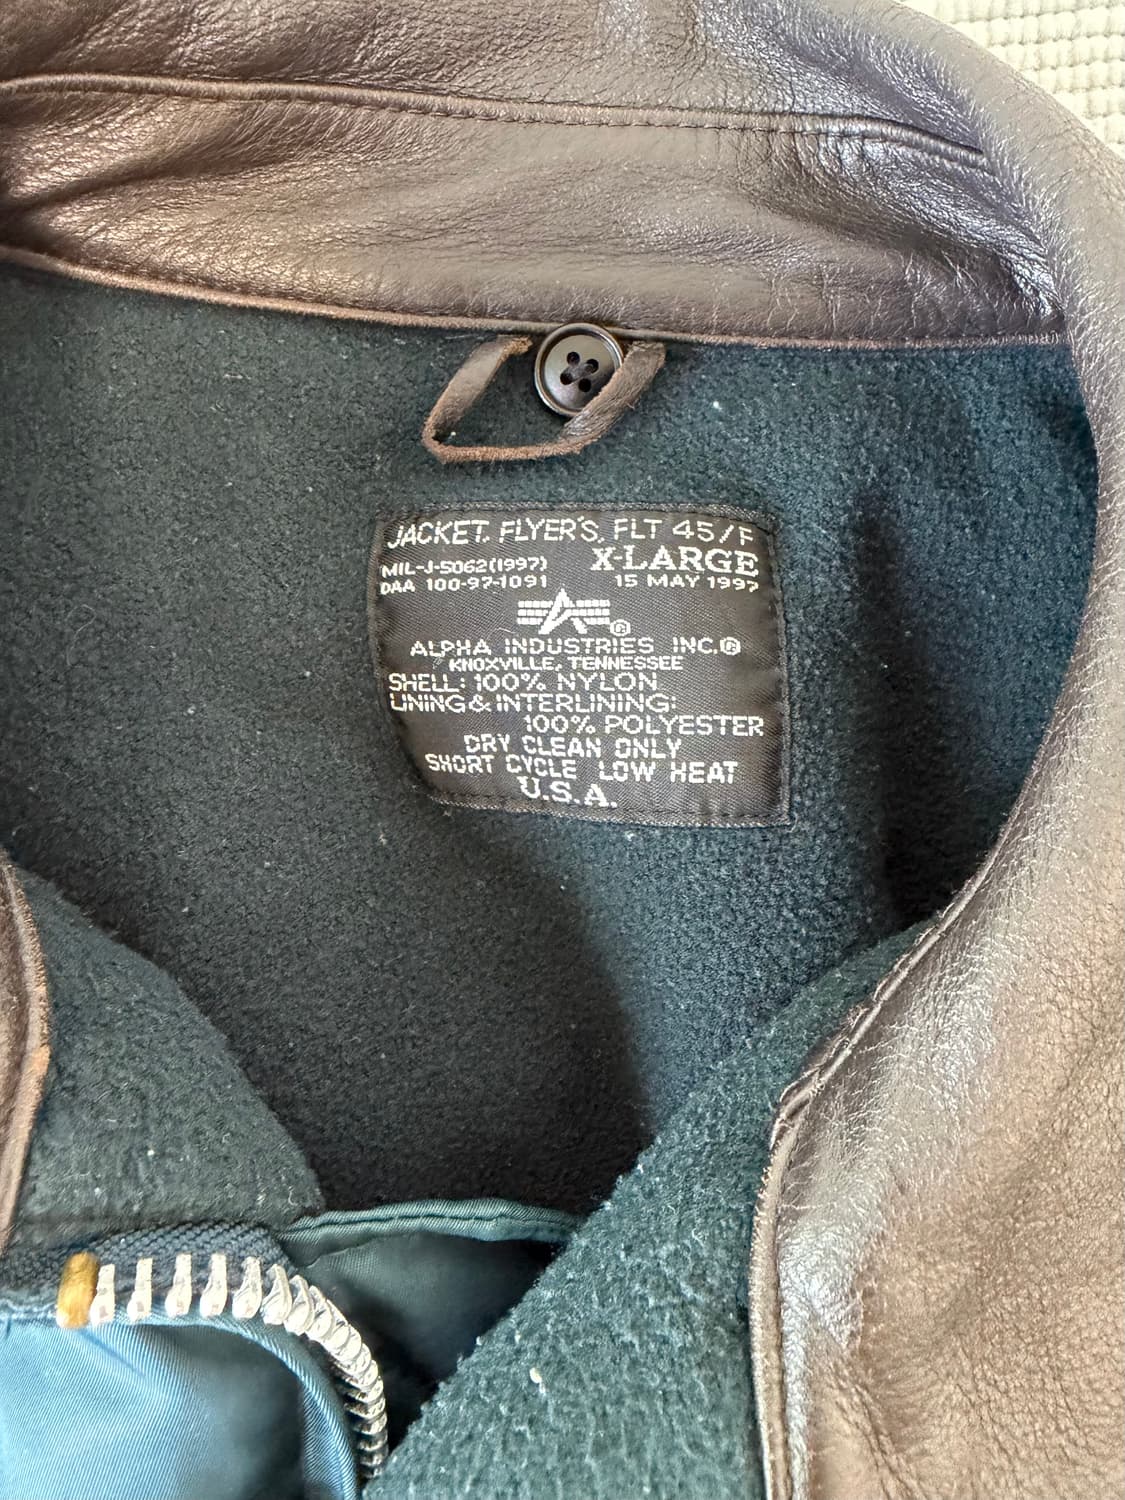 JACKET, FLYER'S, FLT 45/F
MIL-J-5062(1997) X-LARGE
DAA 100-97-1091 15 MAY 1997
ALPHA INDUSTRIES INC.®
KNOXVILLE, TENNESSEE
SHELL: 100% NYLON
LINING & INTERLINING:
100% POLYESTER
DRY CLEAN ONLY
SHORT CYCLE LOW HEAT
U.S.A.